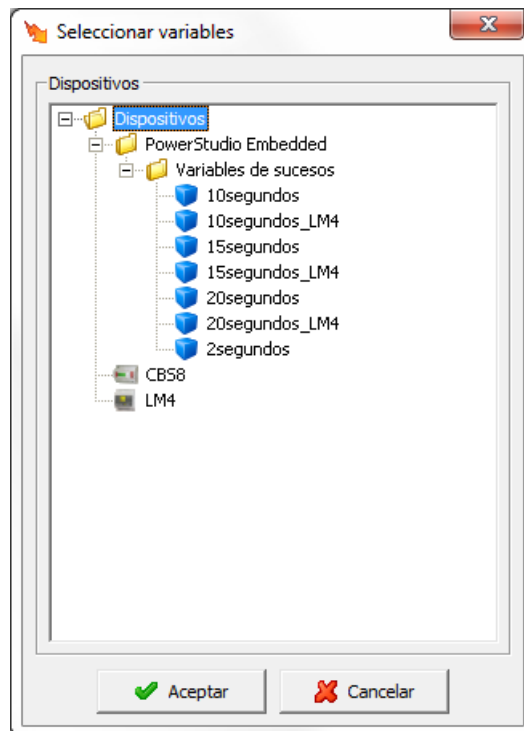 Seleccionar variables
Dispositivos
Dispositivos
PowerStudio Embedded
Variables de sucesos
10segundos
10segundos_LM4
15segundos
15segundos_LM4
20segundos
20segundos_LM4
2segundos
CBS8
LM4
Aceptar
Cancelar